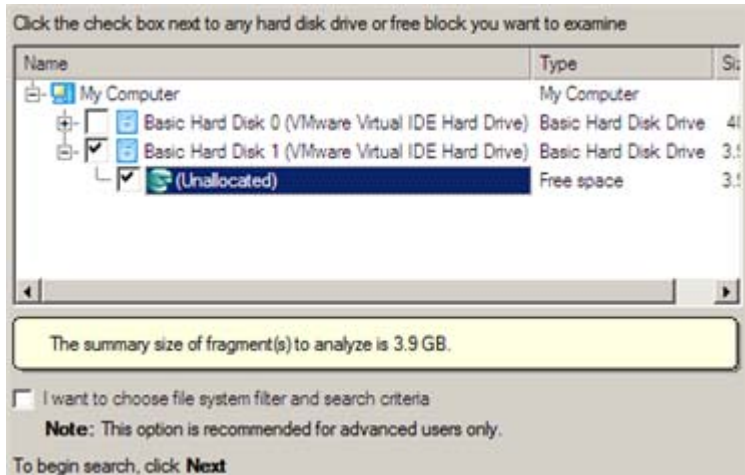 Click the check box next to any hard disk drive or free block you want to examine
Name Type
My Computer My Computer
Basic Hard Disk 0 (VMware Virtual IDE Hard Drive) Basic Hard Disk Drive
Basic Hard Disk 1 (VMware Virtual IDE Hard Drive) Basic Hard Disk Drive
(Unallocated) Free space
The summary size of fragment(s) to analyze is 3.9 GB.
I want to choose file system filter and search criteria
Note: This option is recommended for advanced users only.
To begin search, click Next